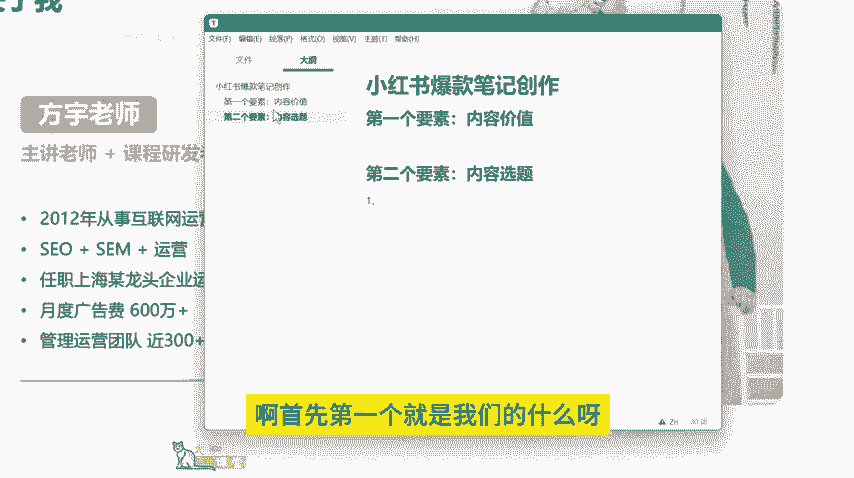 方宇老师
主讲老师 + 课程研发
2012年从事互联网运营
SEO + SEM + 运营
任职上海某龙头企业运
月度广告费 600万+
管理运营团队 近300+
文件(F) 编辑(E) 段落(P) 格式(O) 视图(V) 主题(T) 帮助(H)
文件 大纲
小红书爆款笔记创作
第一个要素：内容价值
第二个要素：内容选题
小红书爆款笔记创作
第一个要素：内容价值
第二个要素：内容选题
1、
啊首先第一个就是我们的什么呀